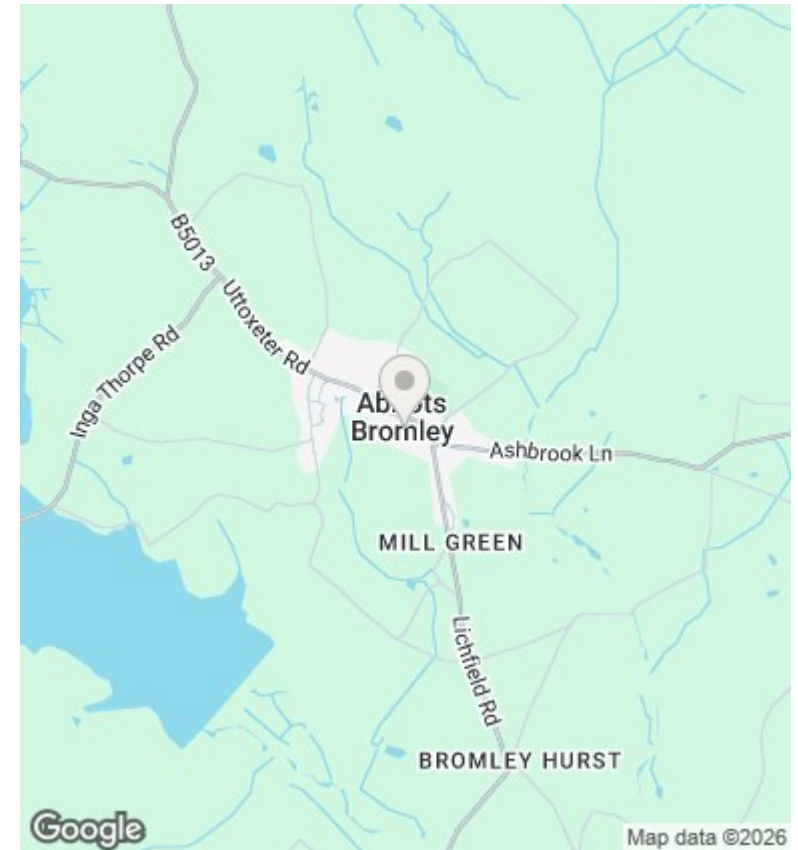 B5013
Uttoxeter Rd
Inga Thorpe Rd
Abbots
Bromley
Ashbrook Ln
MILL GREEN
Lichfield Rd
BROMLEY HURST
Google
Map data ©2026